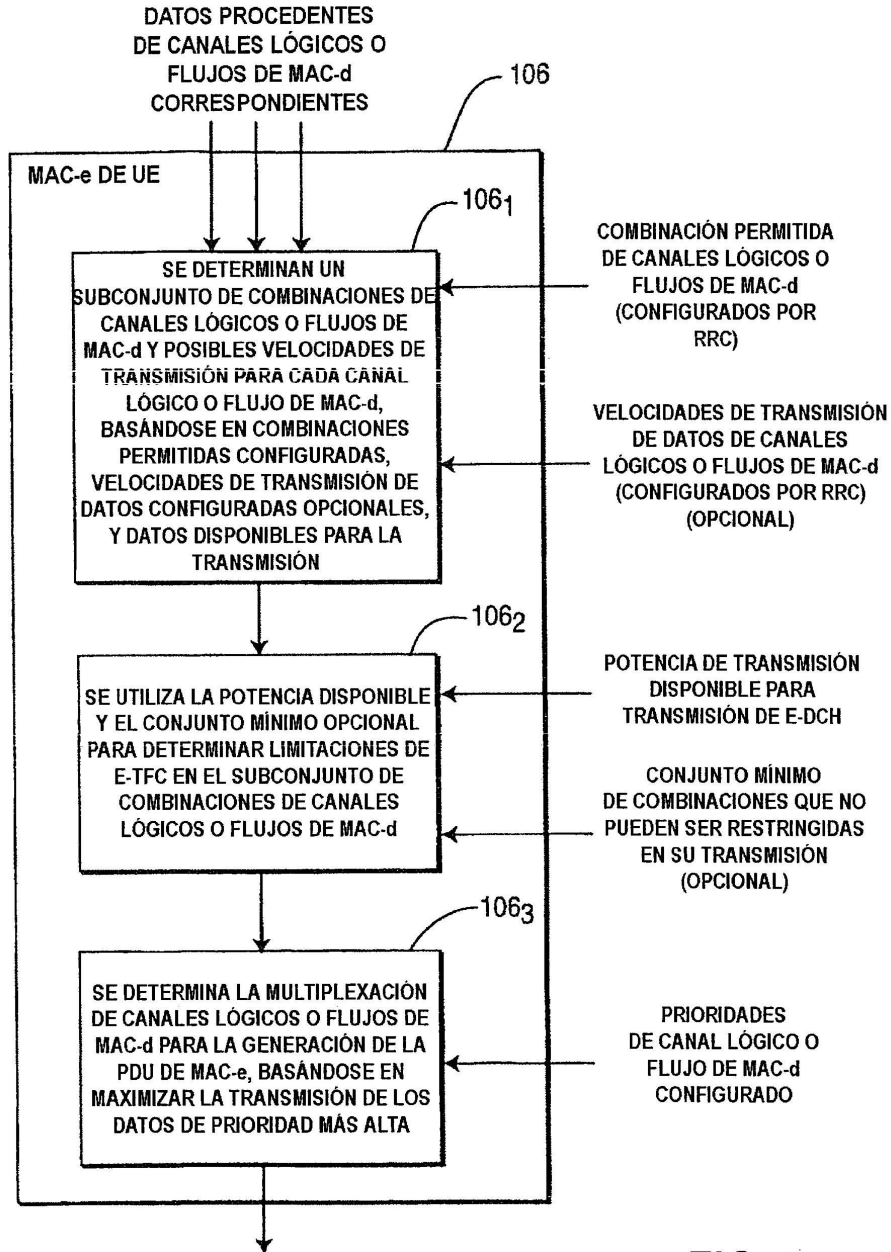 DATOS PROCEDENTES
DE CANALES LÓGICOS O
FLUJOS DE MAC-d
CORRESPONDIENTES
106
MAC-e DE UE
106₁
SE DETERMINAN UN
SUBCONJUNTO DE COMBINACIONES DE
CANALES LÓGICOS O FLUJOS DE
MAC-d Y POSIBLES VELOCIDADES DE
TRANSMISIÓN PARA CADA CANAL
LÓGICO O FLUJO DE MAC-d,
BASÁNDOSE EN COMBINACIONES
PERMITIDAS CONFIGURADAS,
VELOCIDADES DE TRANSMISIÓN DE
DATOS CONFIGURADAS OPCIONALES,
Y DATOS DISPONIBLES PARA LA
TRANSMISIÓN
COMBINACIÓN PERMITIDA
DE CANALES LÓGICOS O
FLUJOS DE MAC-d
(CONFIGURADOS POR
RRC)
VELOCIDADES DE TRANSMISIÓN
DE DATOS DE CANALES
LÓGICOS O FLUJOS DE MAC-d
(CONFIGURADOS POR RRC)
(OPCIONAL)
106₂
SE UTILIZA LA POTENCIA DISPONIBLE
Y EL CONJUNTO MÍNIMO OPCIONAL
PARA DETERMINAR LIMITACIONES DE
E-TFC EN EL SUBCONJUNTO DE
COMBINACIONES DE CANALES
LÓGICOS O FLUJOS DE MAC-d
POTENCIA DE TRANSMISIÓN
DISPONIBLE PARA
TRANSMISIÓN DE E-DCH
CONJUNTO MÍNIMO
DE COMBINACIONES QUE NO
PUEDEN SER RESTRINGIDAS
EN SU TRANSMISIÓN
(OPCIONAL)
106₃
SE DETERMINA LA MULTIPLEXACIÓN
DE CANALES LÓGICOS O FLUJOS DE
MAC-d PARA LA GENERACIÓN DE LA
PDU DE MAC-e, BASÁNDOSE EN
MAXIMIZAR LA TRANSMISIÓN DE LOS
DATOS DE PRIORIDAD MÁS ALTA
PRIORIDADES
DE CANAL LÓGICO O
FLUJO DE MAC-d
CONFIGURADO